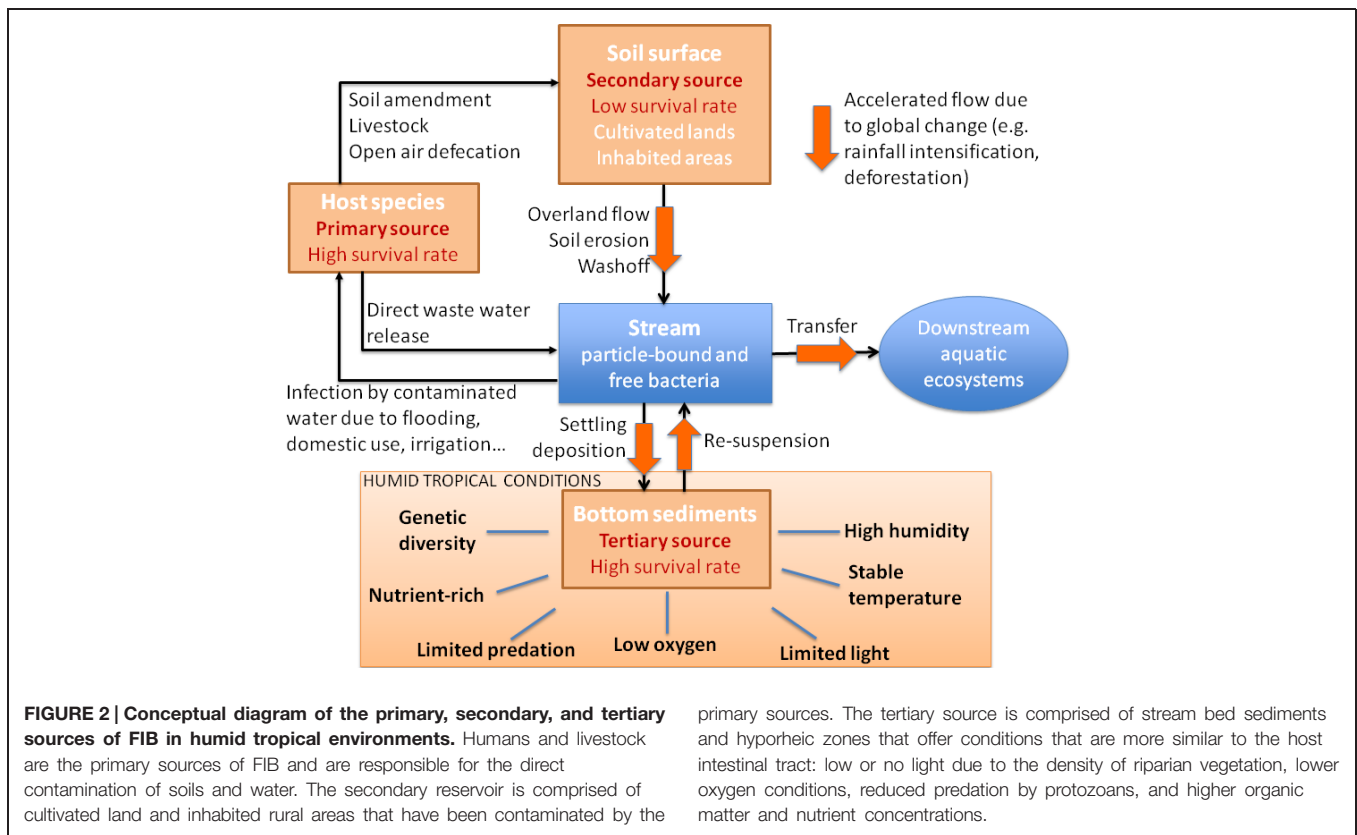 Soil surface
Secondary source
Low survival rate
Cultivated lands
Inhabited areas
Soil amendment
Livestock
Open air defecation
Accelerated flow due
to global change (e.g.
rainfall intensification,
deforestation)
Host species
Primary source
High survival rate
Overland flow
Soil erosion
Washoff
Direct waste water
release
Stream
particle-bound and
free bacteria
Transfer
Downstream
aquatic
ecosystems
Infection by contaminated
water due to flooding,
domestic use, irrigation...
Settling
deposition
Re-suspension
HUMID TROPICAL CONDITIONS
Bottom sediments
Tertiary source
High survival rate
Genetic
diversity
Nutrient-rich
Limited predation
Low oxygen
Limited light
Stable
temperature
High humidity
FIGURE 2 | Conceptual diagram of the primary, secondary, and tertiary
sources of FIB in humid tropical environments. Humans and livestock
are the primary sources of FIB and are responsible for the direct
contamination of soils and water. The secondary reservoir is comprised of
cultivated land and inhabited rural areas that have been contaminated by the
primary sources. The tertiary source is comprised of stream bed sediments
and hyporheic zones that offer conditions that are more similar to the host
intestinal tract: low or no light due to the density of riparian vegetation, lower
oxygen conditions, reduced predation by protozoans, and higher organic
matter and nutrient concentrations.